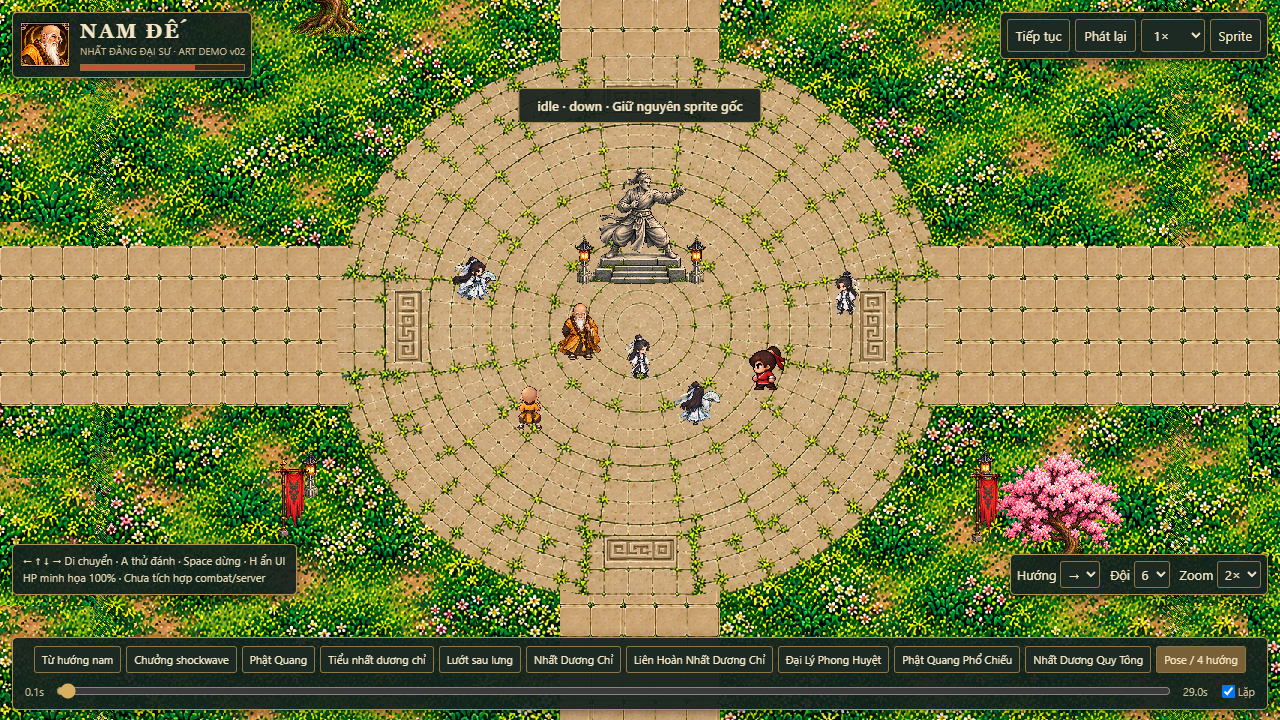 NAM ĐẾ
NHẤT ĐĂNG ĐẠI SƯ · ART DEMO v02
Tiếp tục Phát lại 1× Sprite
idle · down · Giữ nguyên sprite gốc
← ↑ ↓ → Di chuyển · A thử đánh · Space dừng · H ẩn UI
HP minh họa 100% · Chưa tích hợp combat/server
Hướng → Đội 6 Zoom 2×
Từ hướng nam Chưởng shockwave Phật Quang Tiểu nhất dương chỉ Lướt sau lưng Nhất Dương Chỉ Liên Hoàn Nhất Dương Chỉ Đại Lý Phong Huyệt Phật Quang Phổ Chiếu Nhất Dương Quy Tông Pose / 4 hướng
0.1s 29.0s Lặp